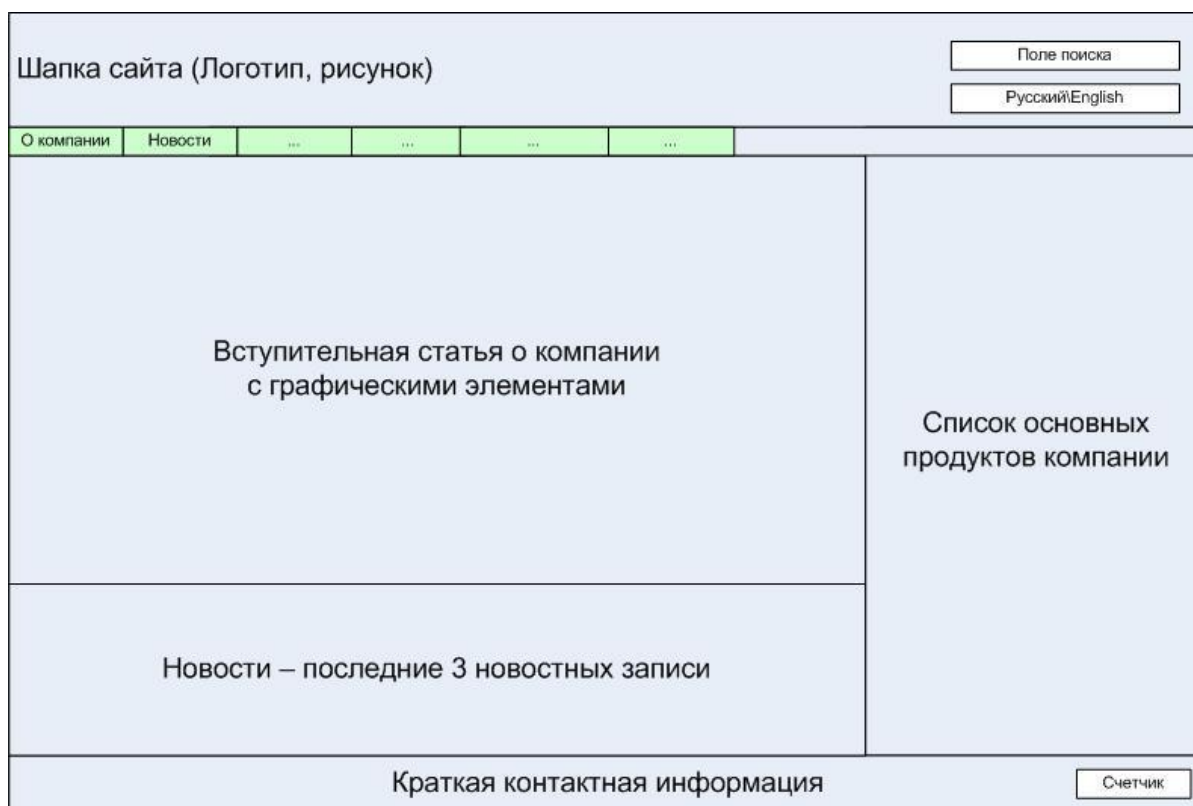 Шапка сайта (Логотип, рисунок)
Поле поиска
Русский\English
О компании
Новости
...
...
...
...
Вступительная статья о компании
с графическими элементами
Список основных
продуктов компании
Новости – последние 3 новостных записи
Краткая контактная информация
Счетчик